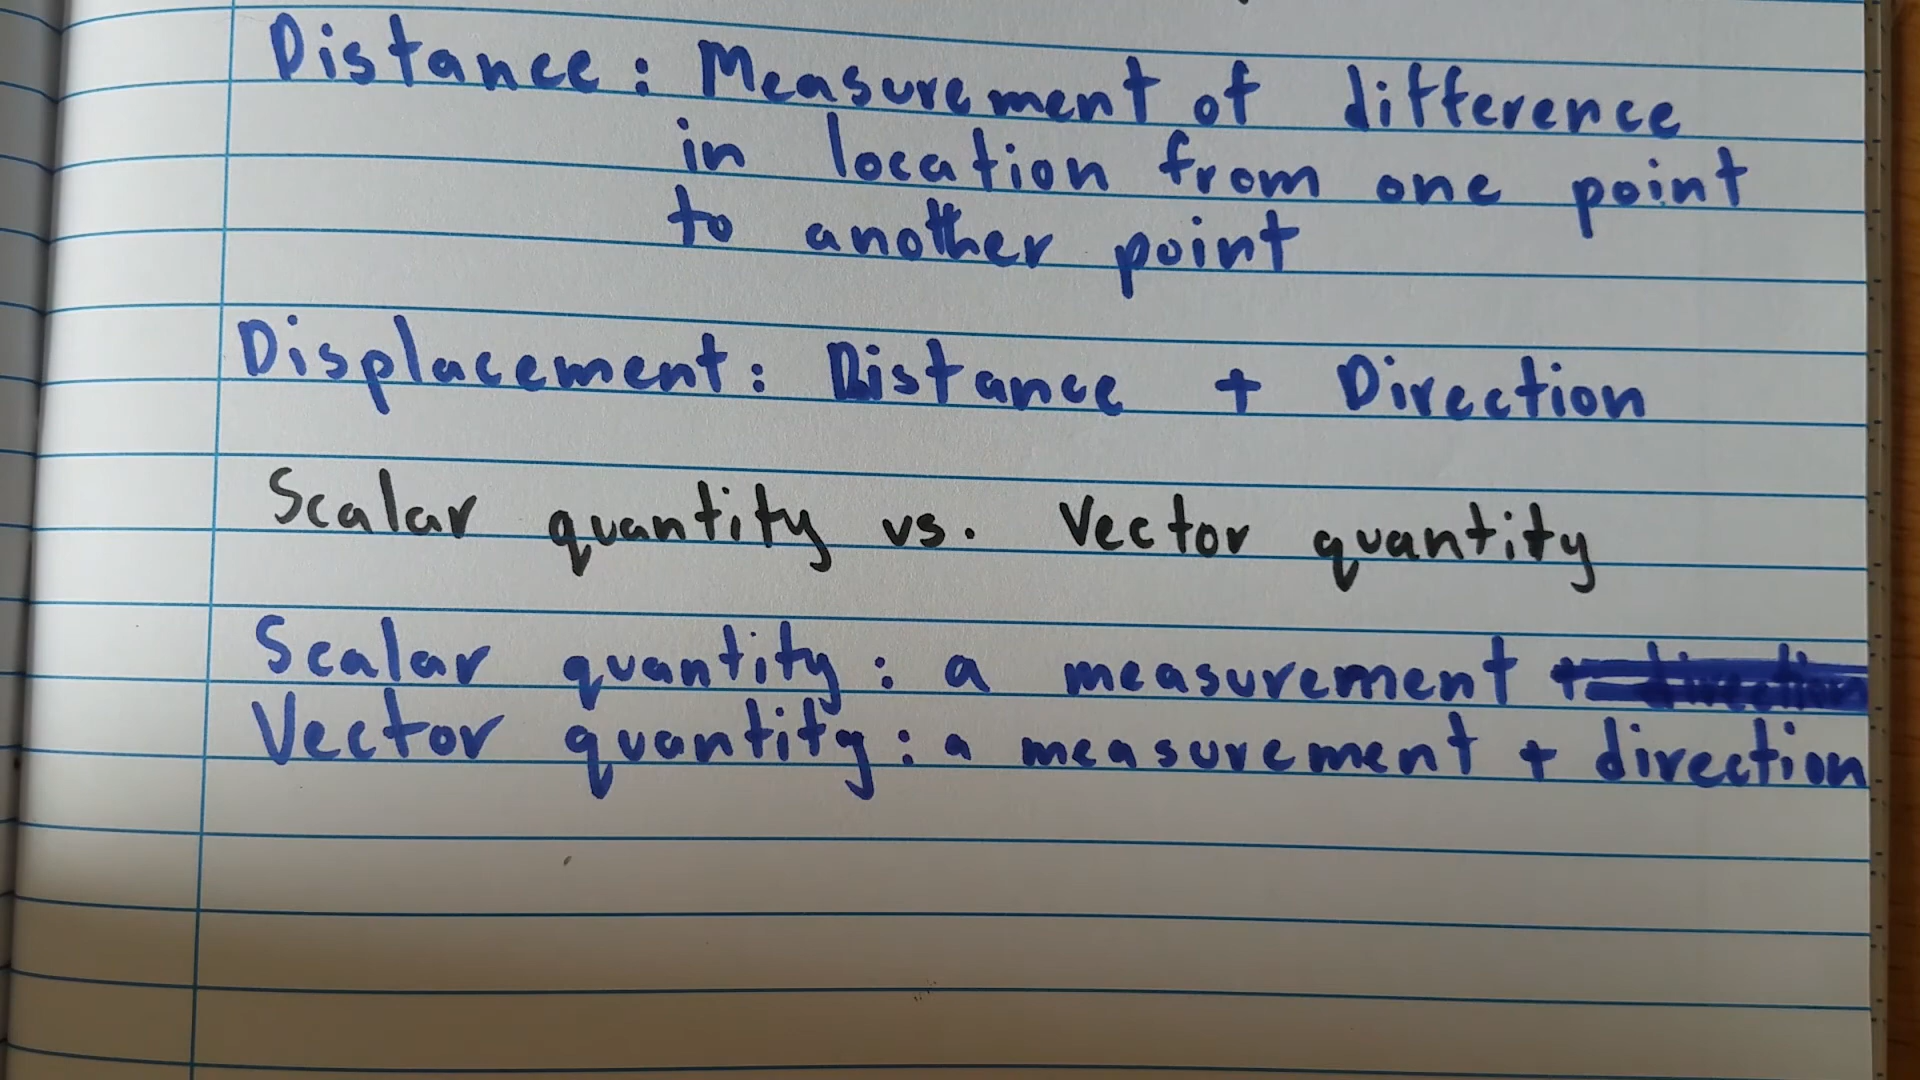 Distance: Measurement of difference
in location from one point
to another point
Displacement: Distance + Direction
Scalar quantity vs. Vector quantity
Scalar quantity: a measurement + direction
Vector quantity: a measurement + direction